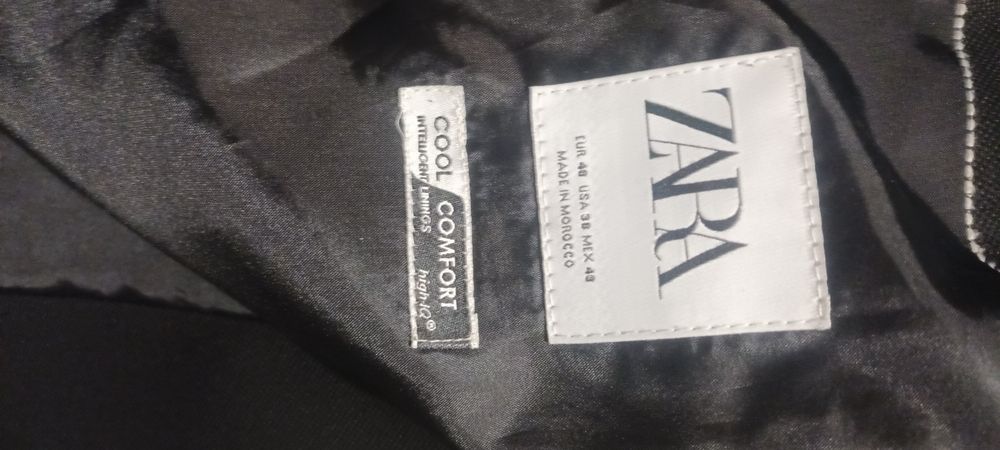 ZARA
EUR 48 USA 38 MEX 48
MADE IN MOROCCO
COOL COMFORT
INTELLIGENT LININGS high-IQ®